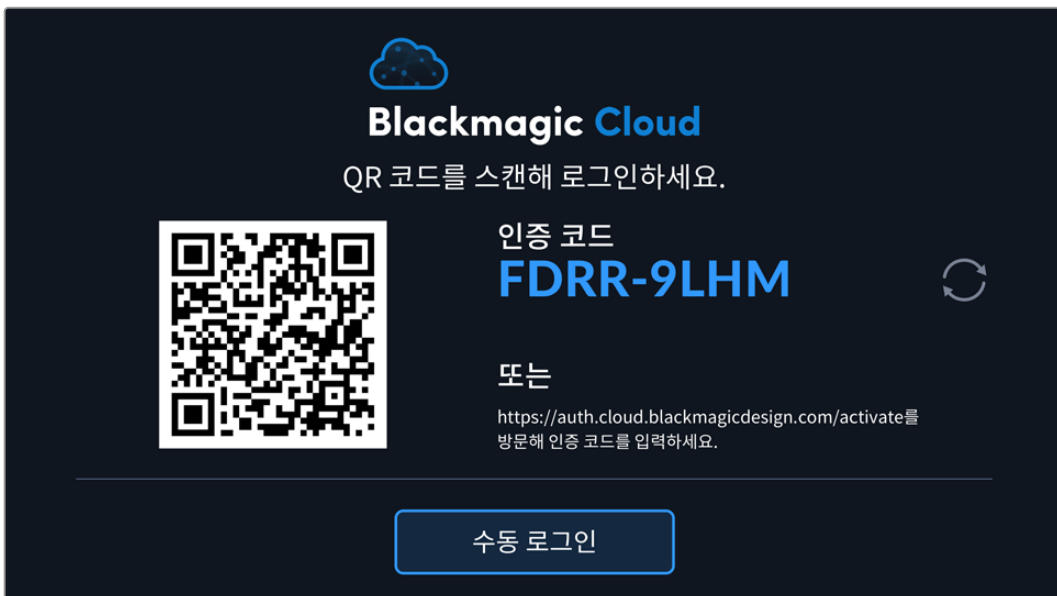 Blackmagic Cloud
QR 코드를 스캔해 로그인하세요.
인증 코드
FDRR-9LHM
또는
https://auth.cloud.blackmagicdesign.com/activate를
방문해 인증 코드를 입력하세요.
수동 로그인